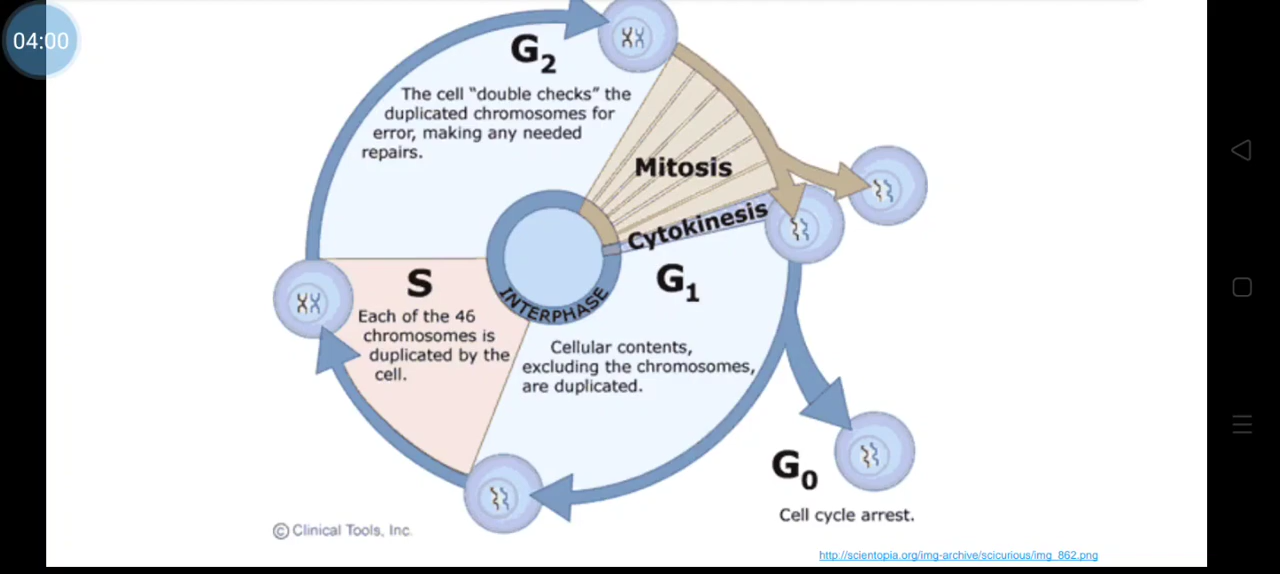 04:00
G2
The cell “double checks” the
duplicated chromosomes for
error, making any needed
repairs.
Mitosis
Cytokinesis
S
Each of the 46
chromosomes is
duplicated by the
cell.
INTERPHASE
G1
Cellular contents,
excluding the chromosomes,
are duplicated.
G0
Cell cycle arrest.
© Clinical Tools, Inc.
http://scientopia.org/img-archive/scicurious/img_862.png